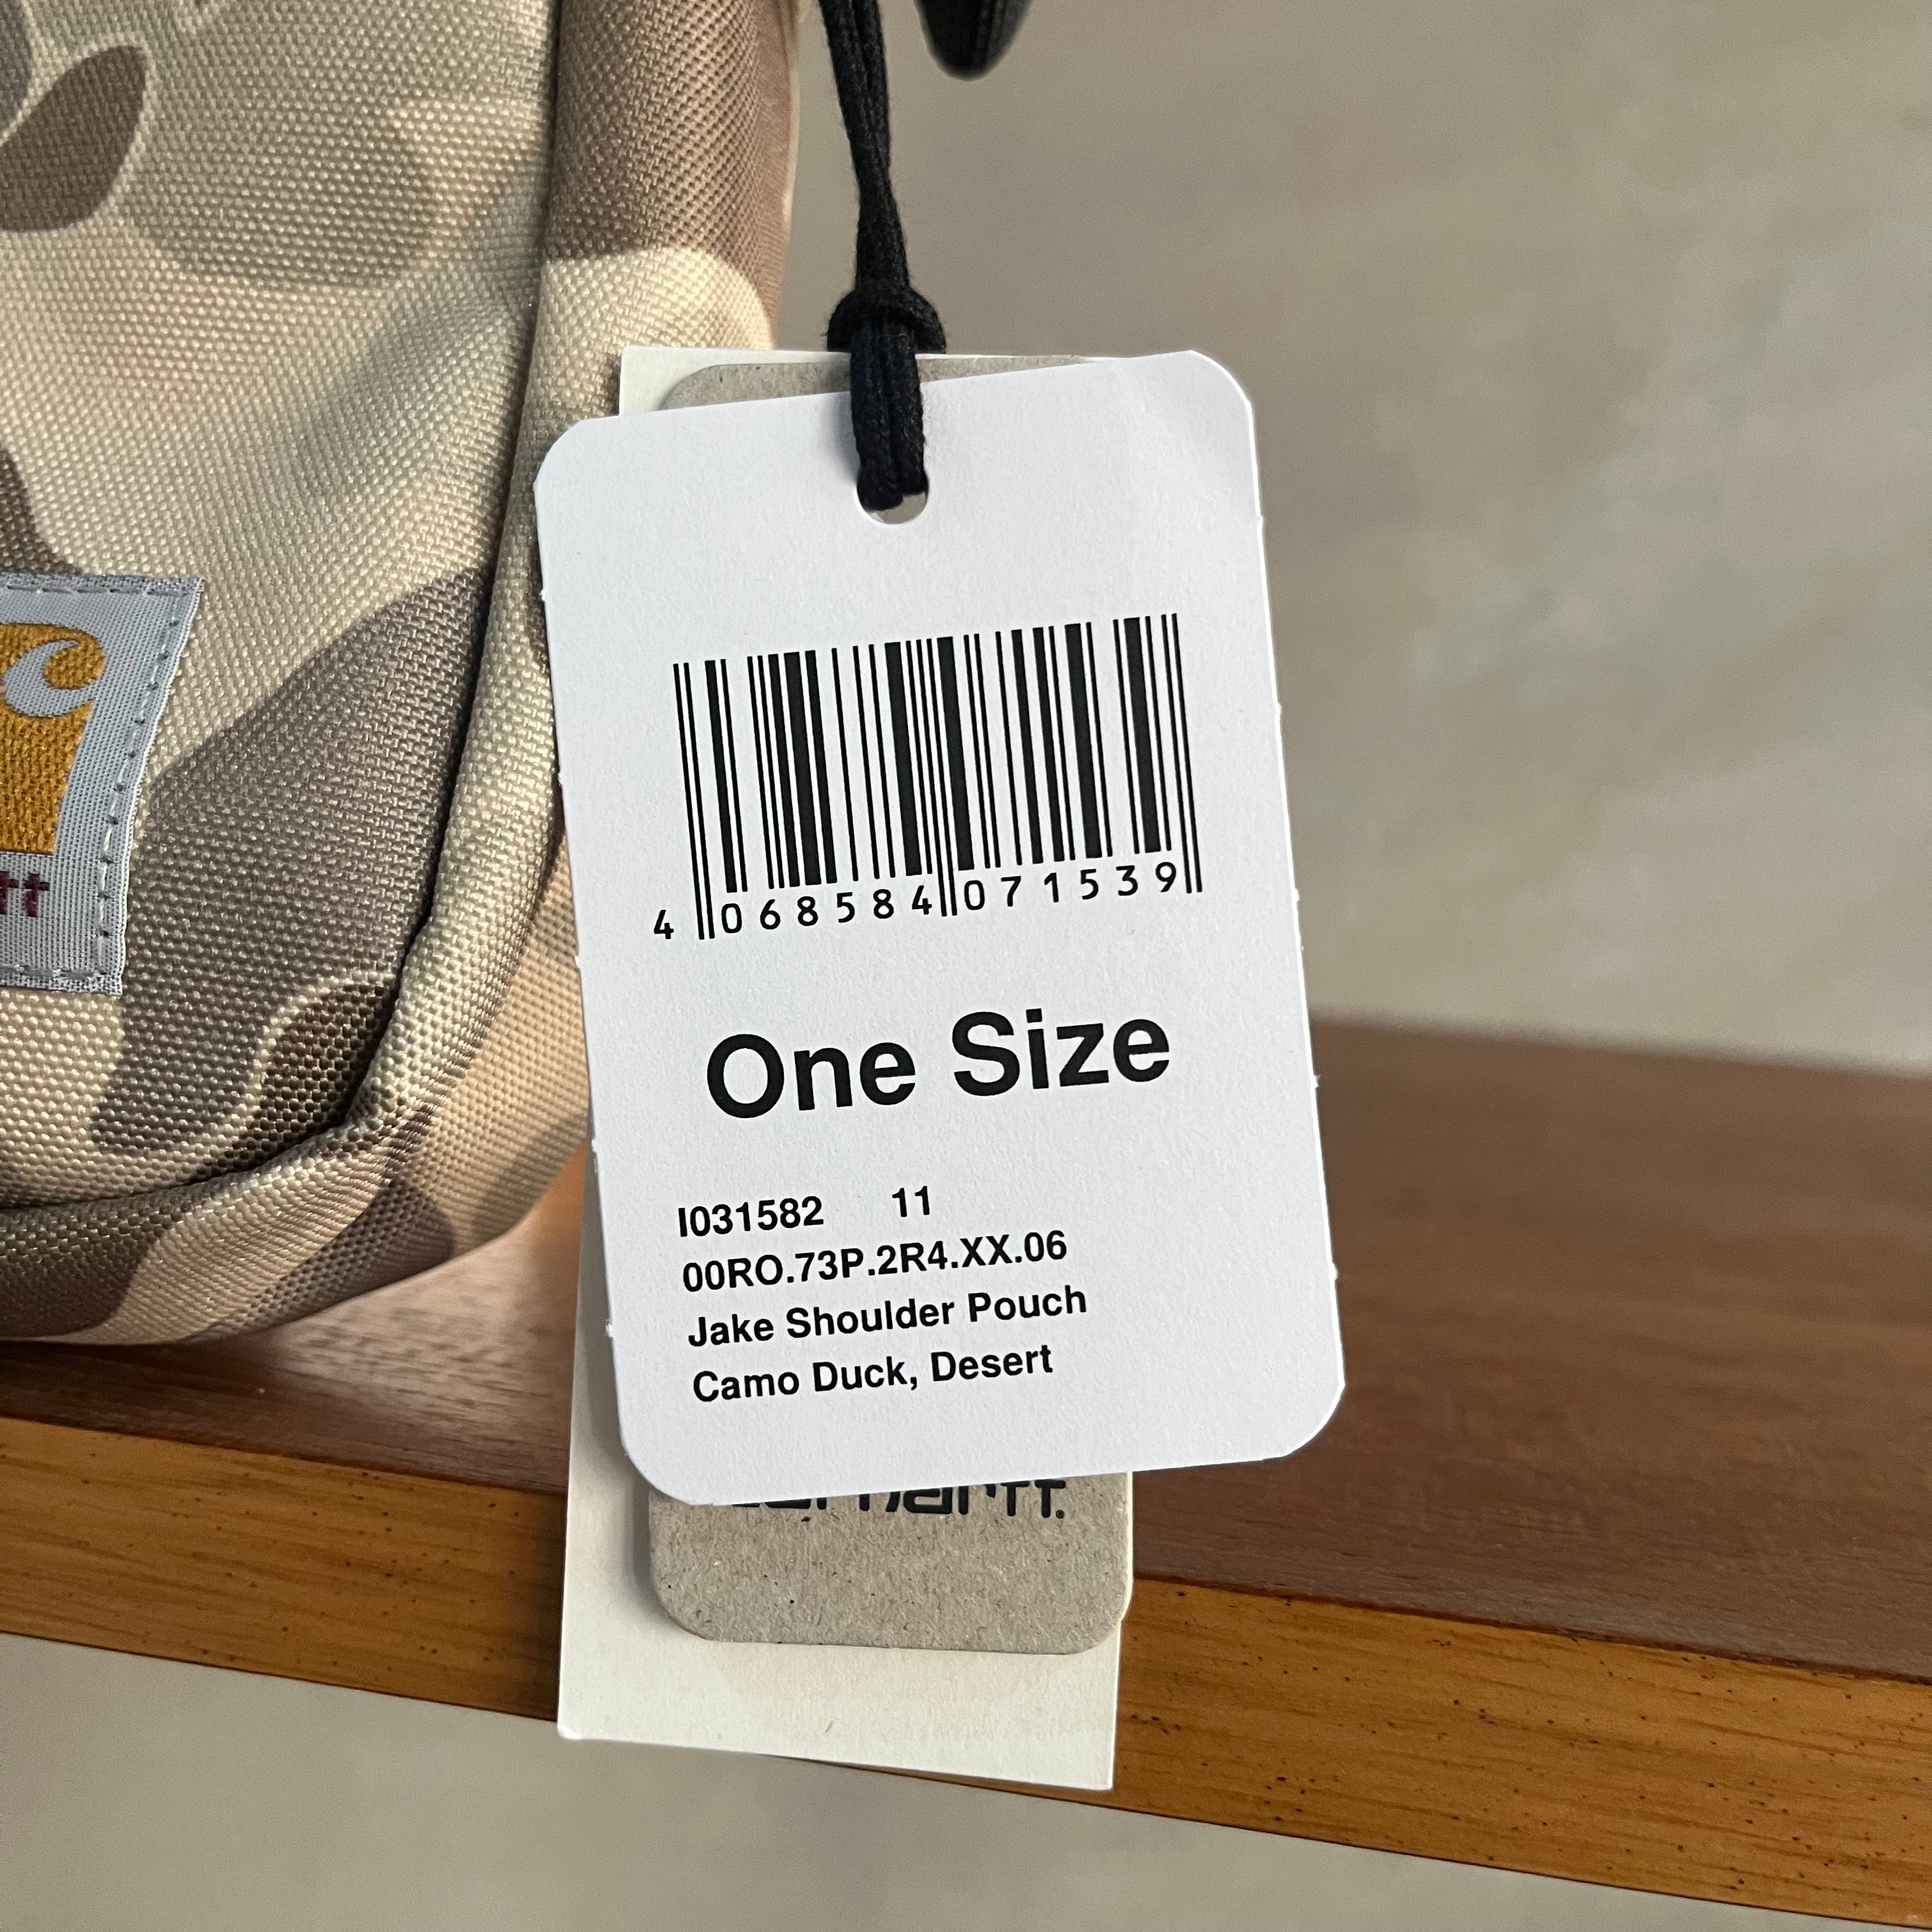 4 068584 071539
One Size
I031582 11
00RO.73P.2R4.XX.06
Jake Shoulder Pouch
Camo Duck, Desert